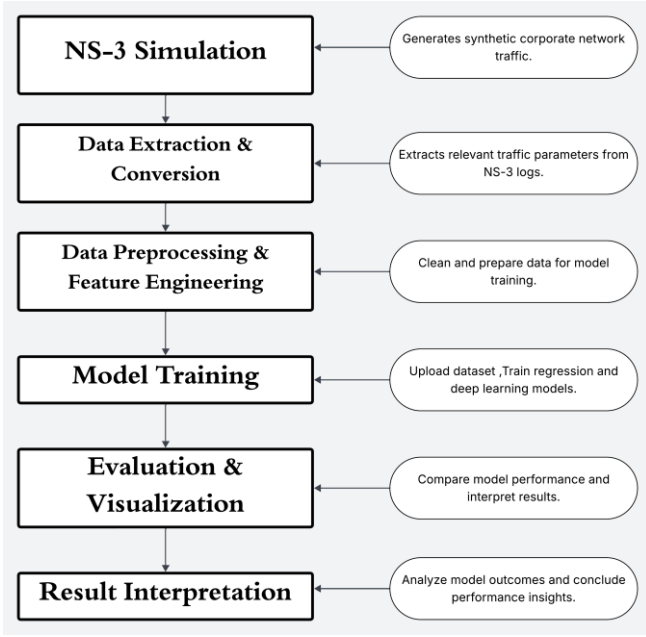 NS-3 Simulation
Generates synthetic corporate network
traffic.
Data Extraction &
Conversion
Extracts relevant traffic parameters from
NS-3 logs.
Data Preprocessing &
Feature Engineering
Clean and prepare data for model
training.
Model Training
Upload dataset ,Train regression and
deep learning models.
Evaluation &
Visualization
Compare model performance and
interpret results.
Result Interpretation
Analyze model outcomes and conclude
performance insights.